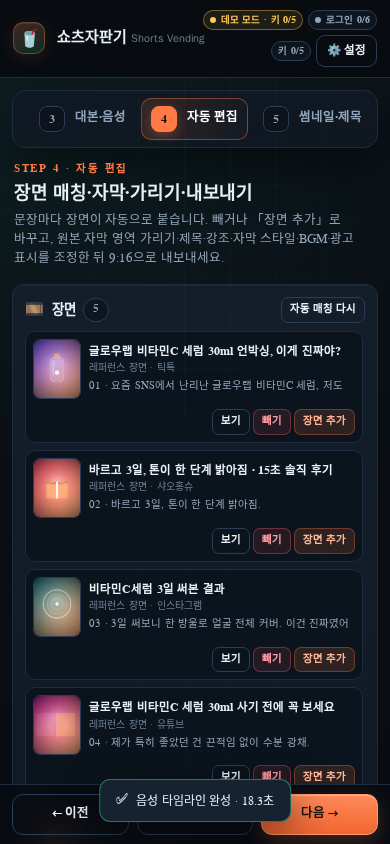 데모 모드 · 키 0/5
로그인 0/6
쇼츠자판기 Shorts Vending
키 0/5
⚙️ 설정
3 대본·음성
4 자동 편집
5 썸네일·제목
STEP 4 · 자동 편집
장면 매칭·자막·가리기·내보내기
문장마다 장면이 자동으로 붙습니다. 빼거나 「장면 추가」로
바꾸고, 원본 자막 영역 가리기·제목·강조·자막 스타일·BGM·광고
표시를 조정한 뒤 9:16으로 내보내세요.
🎞️ 장면 5
자동 매칭 다시
글로우랩 비타민C 세럼 30ml 언박싱, 이게 진짜야?
레퍼런스 장면 · 틱톡
01 · 요즘 SNS에서 난리난 글로우랩 비타민C 세럼, 저도
보기 빼기 장면 추가
바르고 3일, 톤이 한 단계 밝아짐 · 15초 솔직 후기
레퍼런스 장면 · 샤오홍슈
02 · 바르고 3일, 톤이 한 단계 밝아짐.
보기 빼기 장면 추가
비타민C세럼 3일 써본 결과
레퍼런스 장면 · 인스타그램
03 · 3일 써보니 한 방울로 얼굴 전체 커버. 이건 진짜였어
보기 빼기 장면 추가
글로우랩 비타민C 세럼 30ml 사기 전에 꼭 보세요
레퍼런스 장면 · 유튜브
04 · 제가 특히 좋았던 건 끈적임 없이 수분 광채.
보기 빼기 장면 추가
✅ 음성 타임라인 완성 · 18.3초
← 이전
다음 →